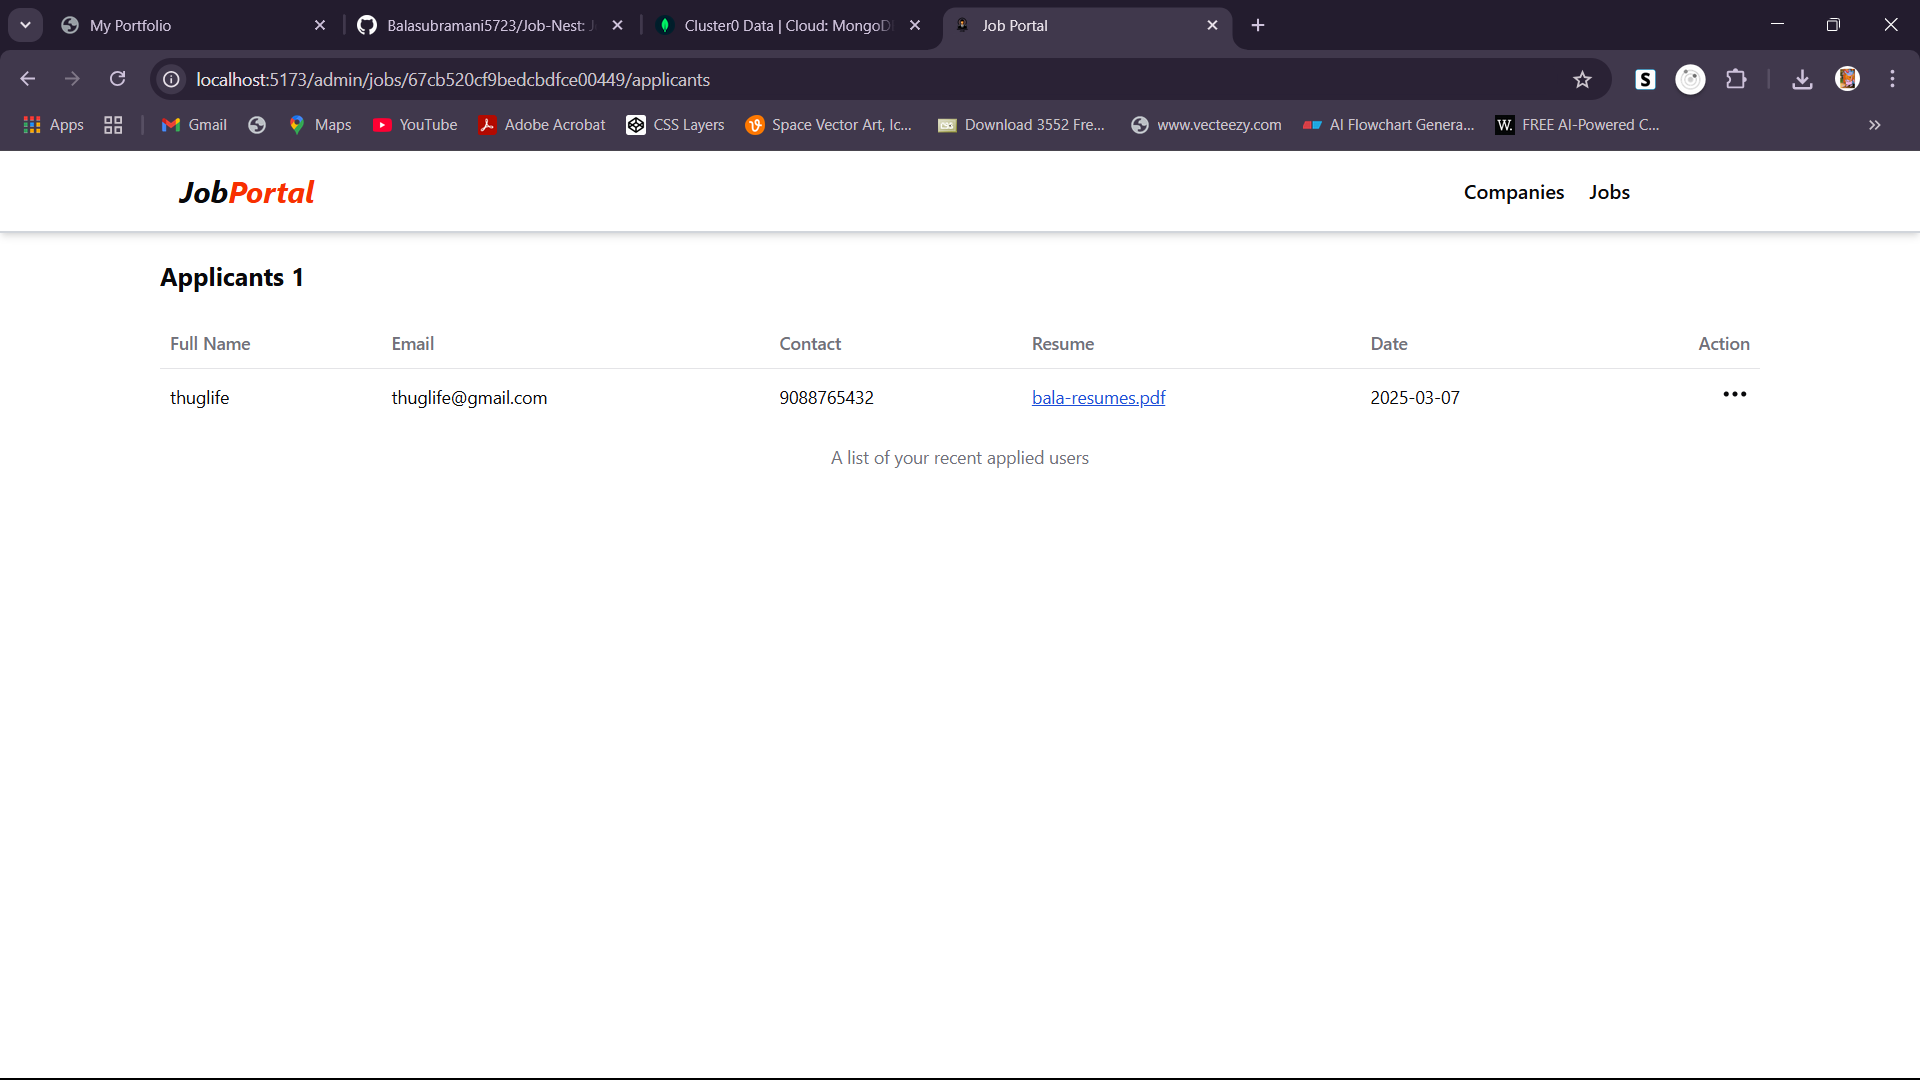 My Portfolio
Balasubramani5723/Job-Nest: J
Cluster0 Data | Cloud: MongoD
Job Portal
localhost:5173/admin/jobs/67cb520cf9bedcbdfce00449/applicants
S
Apps
Gmail
Maps
YouTube
Adobe Acrobat
CSS Layers
Space Vector Art, Ic...
Download 3552 Fre...
www.vecteezy.com
AI Flowchart Genera...
W.
FREE AI-Powered C...
JobPortal
Companies Jobs
Applicants 1
Full Name Email Contact Resume Date Action
thuglife thuglife@gmail.com 9088765432 bala-resumes.pdf 2025-03-07
A list of your recent applied users